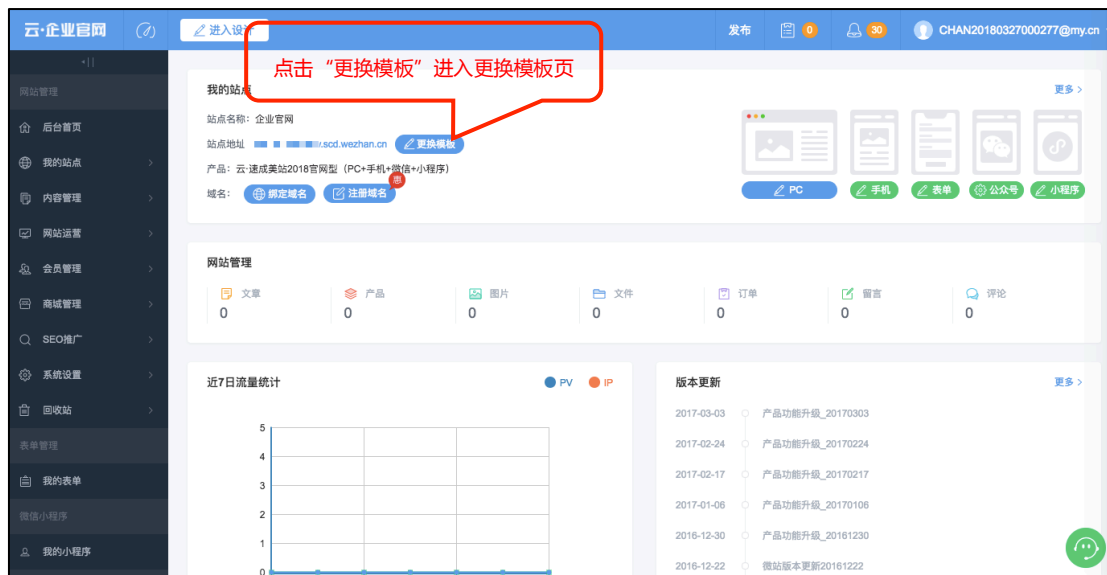 云·企业官网
进入设
发布
0
30
CHAN20180327000277@my.cn
点击“更换模板”进入更换模板页
网站管理
后台首页
我的站点
内容管理
网站运营
会员管理
商城管理
SEO推广
系统设置
回收站
表单管理
我的表单
微信小程序
我的小程序
我的站点
更多 >
站点名称：企业官网
站点地址 .scd.wezhan.cn 更换模板
产品：云·速成美站2018官网型（PC+手机+微信+小程序）
域名： 绑定域名 注册域名 惠
PC
手机
表单
公众号
小程序
网站管理
文章 产品 图片 文件 订单 留言 评论
0 0 0 0 0 0 0
近7日流量统计
PV IP
5
4
3
2
1
0
版本更新
更多 >
2017-03-03 产品功能升级_20170303
2017-02-24 产品功能升级_20170224
2017-02-17 产品功能升级_20170217
2017-01-06 产品功能升级_20170106
2016-12-30 产品功能升级_20161230
2016-12-22 微站版本更新20161222